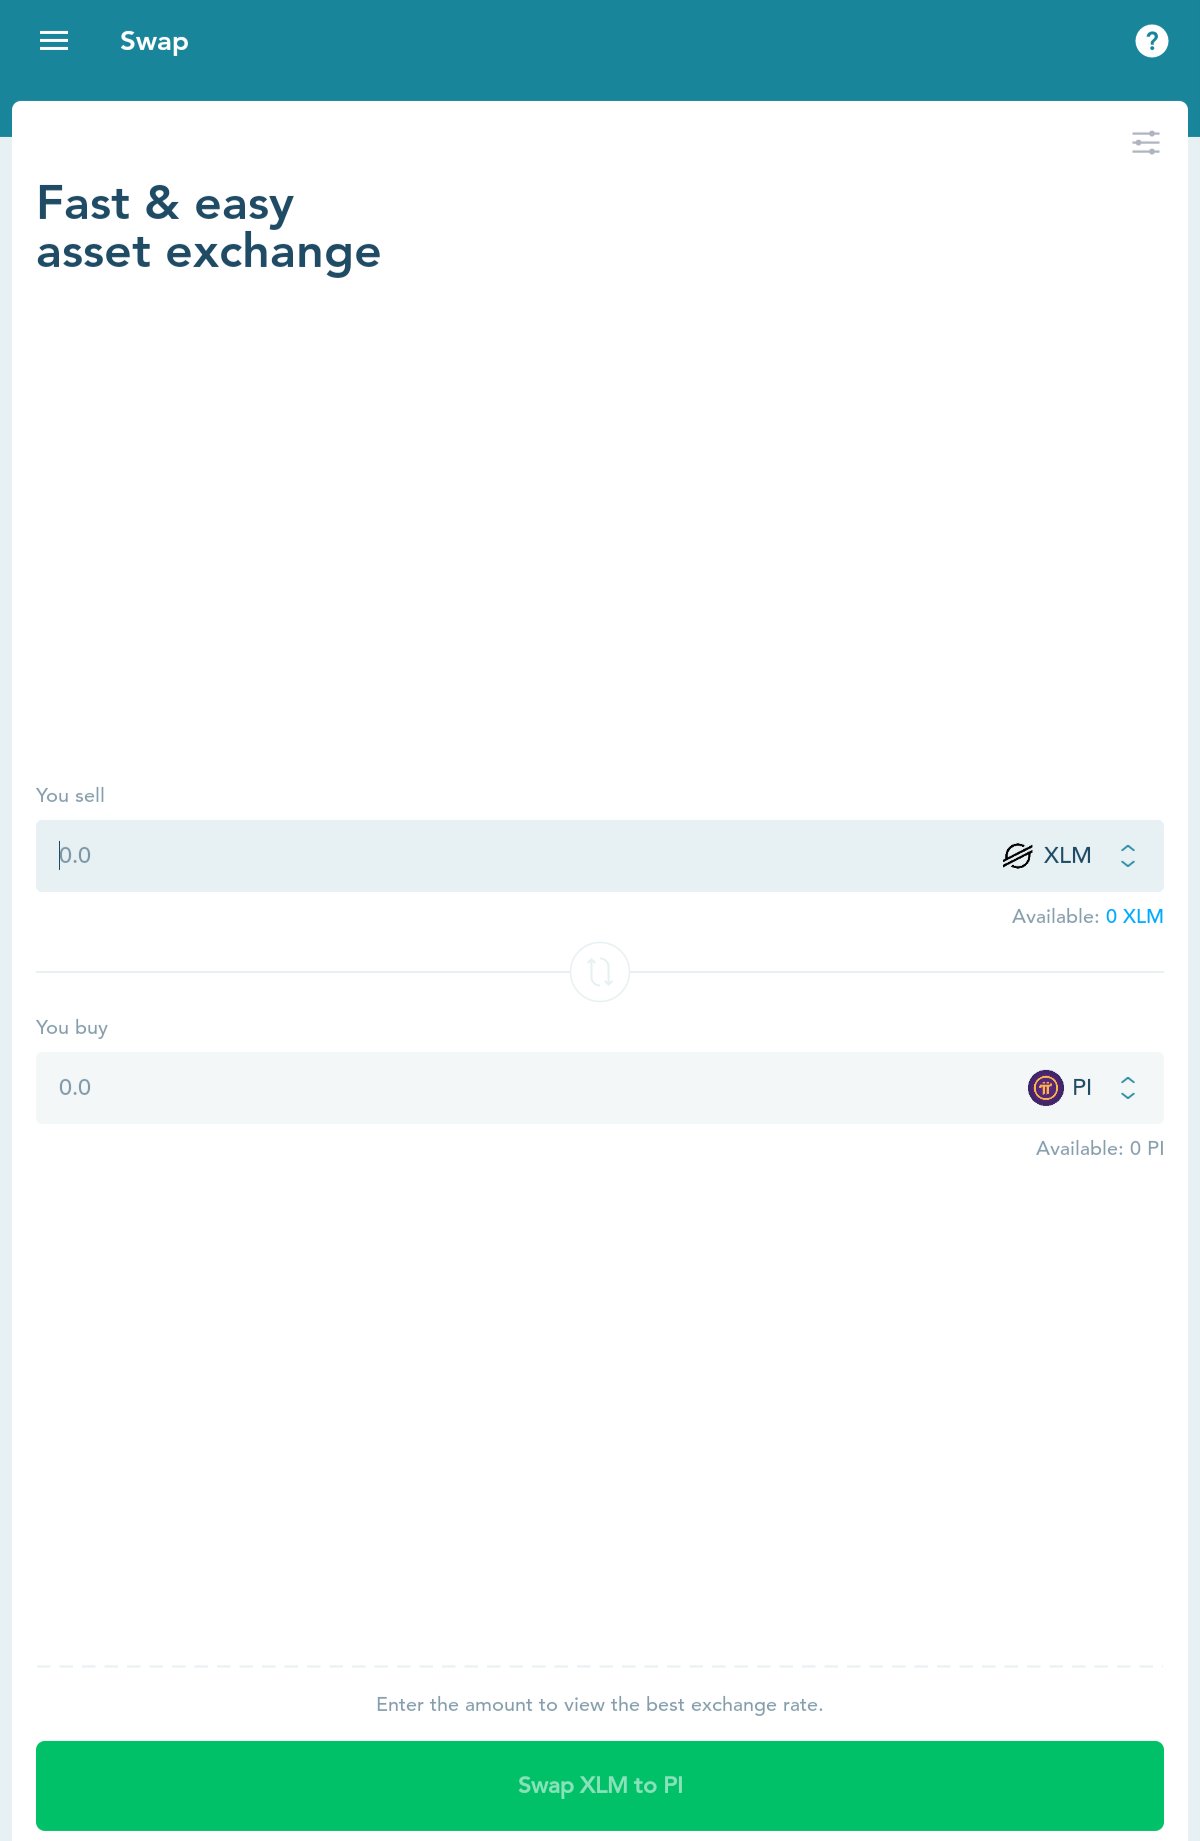 Swap
?
Fast & easy
asset exchange
You sell
0.0 XLM
Available: 0 XLM
You buy
0.0 PI
Available: 0 PI
Enter the amount to view the best exchange rate.
Swap XLM to PI